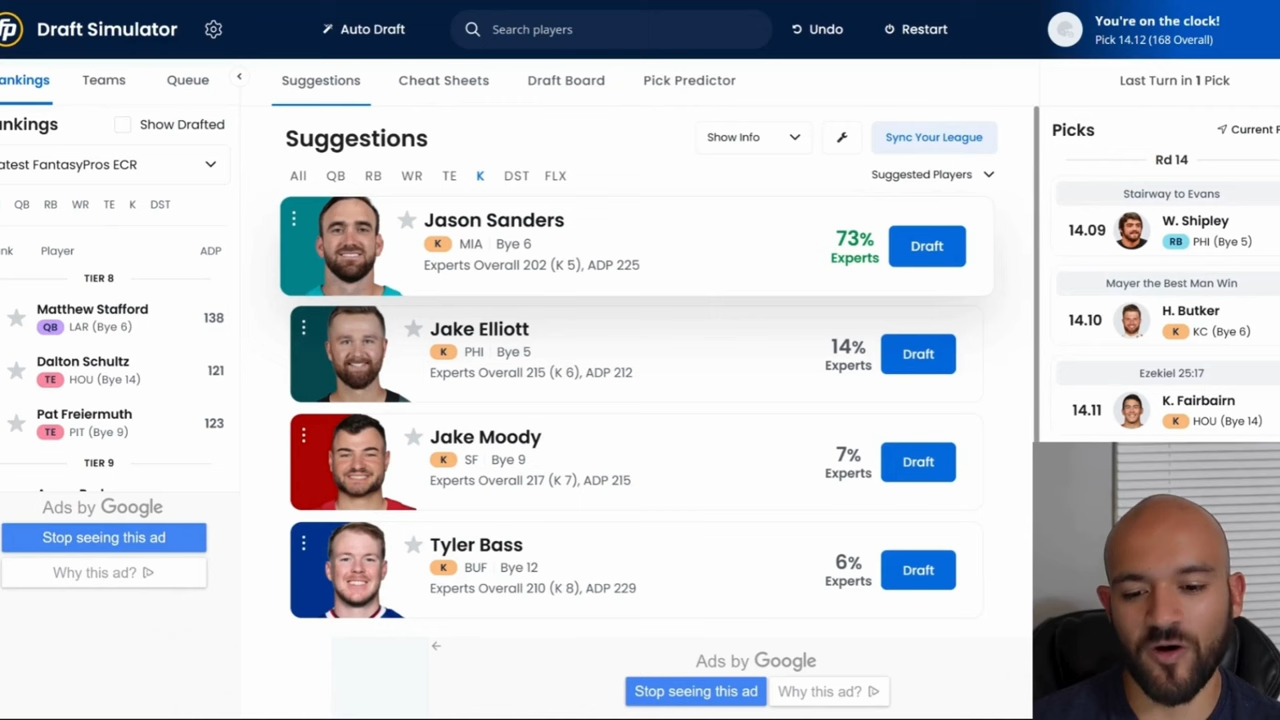 fp
Draft Simulator
Auto Draft
Search players
Undo
Restart
You're on the clock!
Pick 14.12 (168 Overall)
ankings
Teams
Queue
Suggestions
Cheat Sheets
Draft Board
Pick Predictor
Last Turn in 1 Pick
nkings
Show Drafted
atest FantasyPros ECR
QB RB WR TE K DST
nk Player ADP
TIER 8
Matthew Stafford
QB LAR (Bye 6)
138
Dalton Schultz
TE HOU (Bye 14)
121
Pat Freiermuth
TE PIT (Bye 9)
123
TIER 9
Ads by Google
Stop seeing this ad
Why this ad?
Suggestions
Show Info
Sync Your League
All QB RB WR TE K DST FLX
Suggested Players
Jason Sanders
K MIA Bye 6
Experts Overall 202 (K 5), ADP 225
73%
Experts
Draft
Jake Elliott
K PHI Bye 5
Experts Overall 215 (K 6), ADP 212
14%
Experts
Draft
Jake Moody
K SF Bye 9
Experts Overall 217 (K 7), ADP 215
7%
Experts
Draft
Tyler Bass
K BUF Bye 12
Experts Overall 210 (K 8), ADP 229
6%
Experts
Draft
Ads by Google
Stop seeing this ad
Why this ad?
Picks
Current P
Rd 14
Stairway to Evans
14.09
W. Shipley
RB PHI (Bye 5)
Mayer the Best Man Win
14.10
H. Butker
K KC (Bye 6)
Ezekiel 25:17
14.11
K. Fairbairn
K HOU (Bye 14)